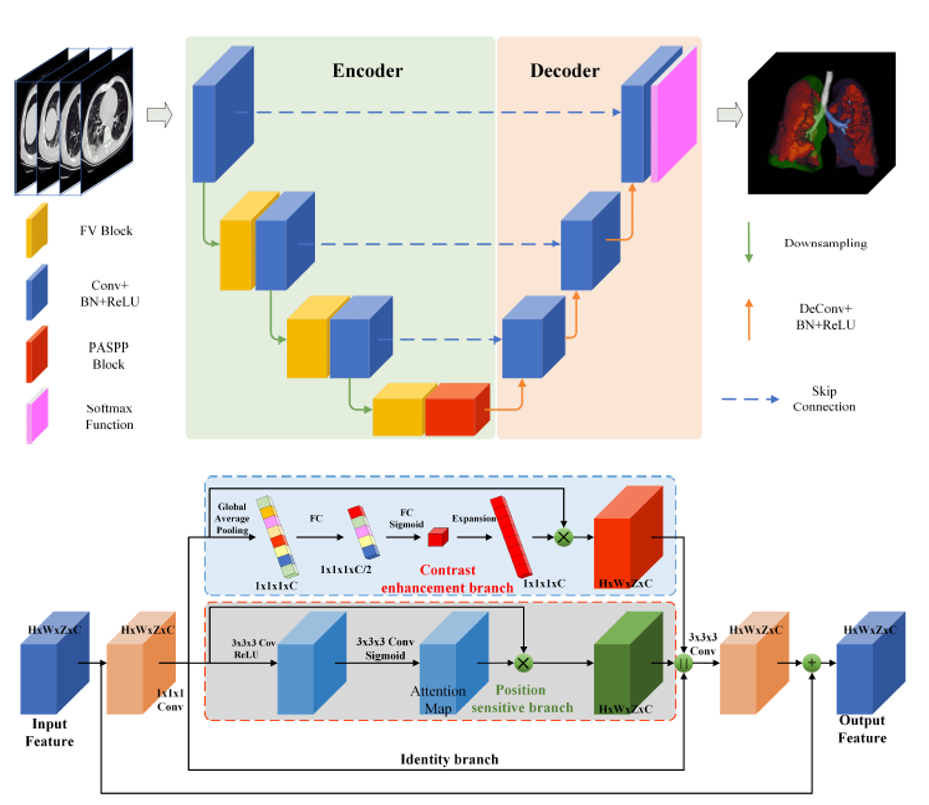 Encoder
Decoder
FV Block
Conv+
BN+ReLU
PASPP
Block
Softmax
Function
Downsampling
DeConv+
BN+ReLU
Skip
Connection
Global
Average
Pooling
FC
FC
Sigmoid
Expansion
1x1x1xC
1x1x1xC/2
Contrast
enhancement branch
1x1x1xC
HxWxZxC
HxWxZxC
HxWxZxC
1x1x1
Conv
3x3x3 Cov
ReLU
3x3x3 Conv
Sigmoid
Attention
Map
Position
sensitive branch
HxWxZxC
3x3x3
Conv
HxWxZxC
HxWxZxC
Input
Feature
Output
Feature
Identity branch